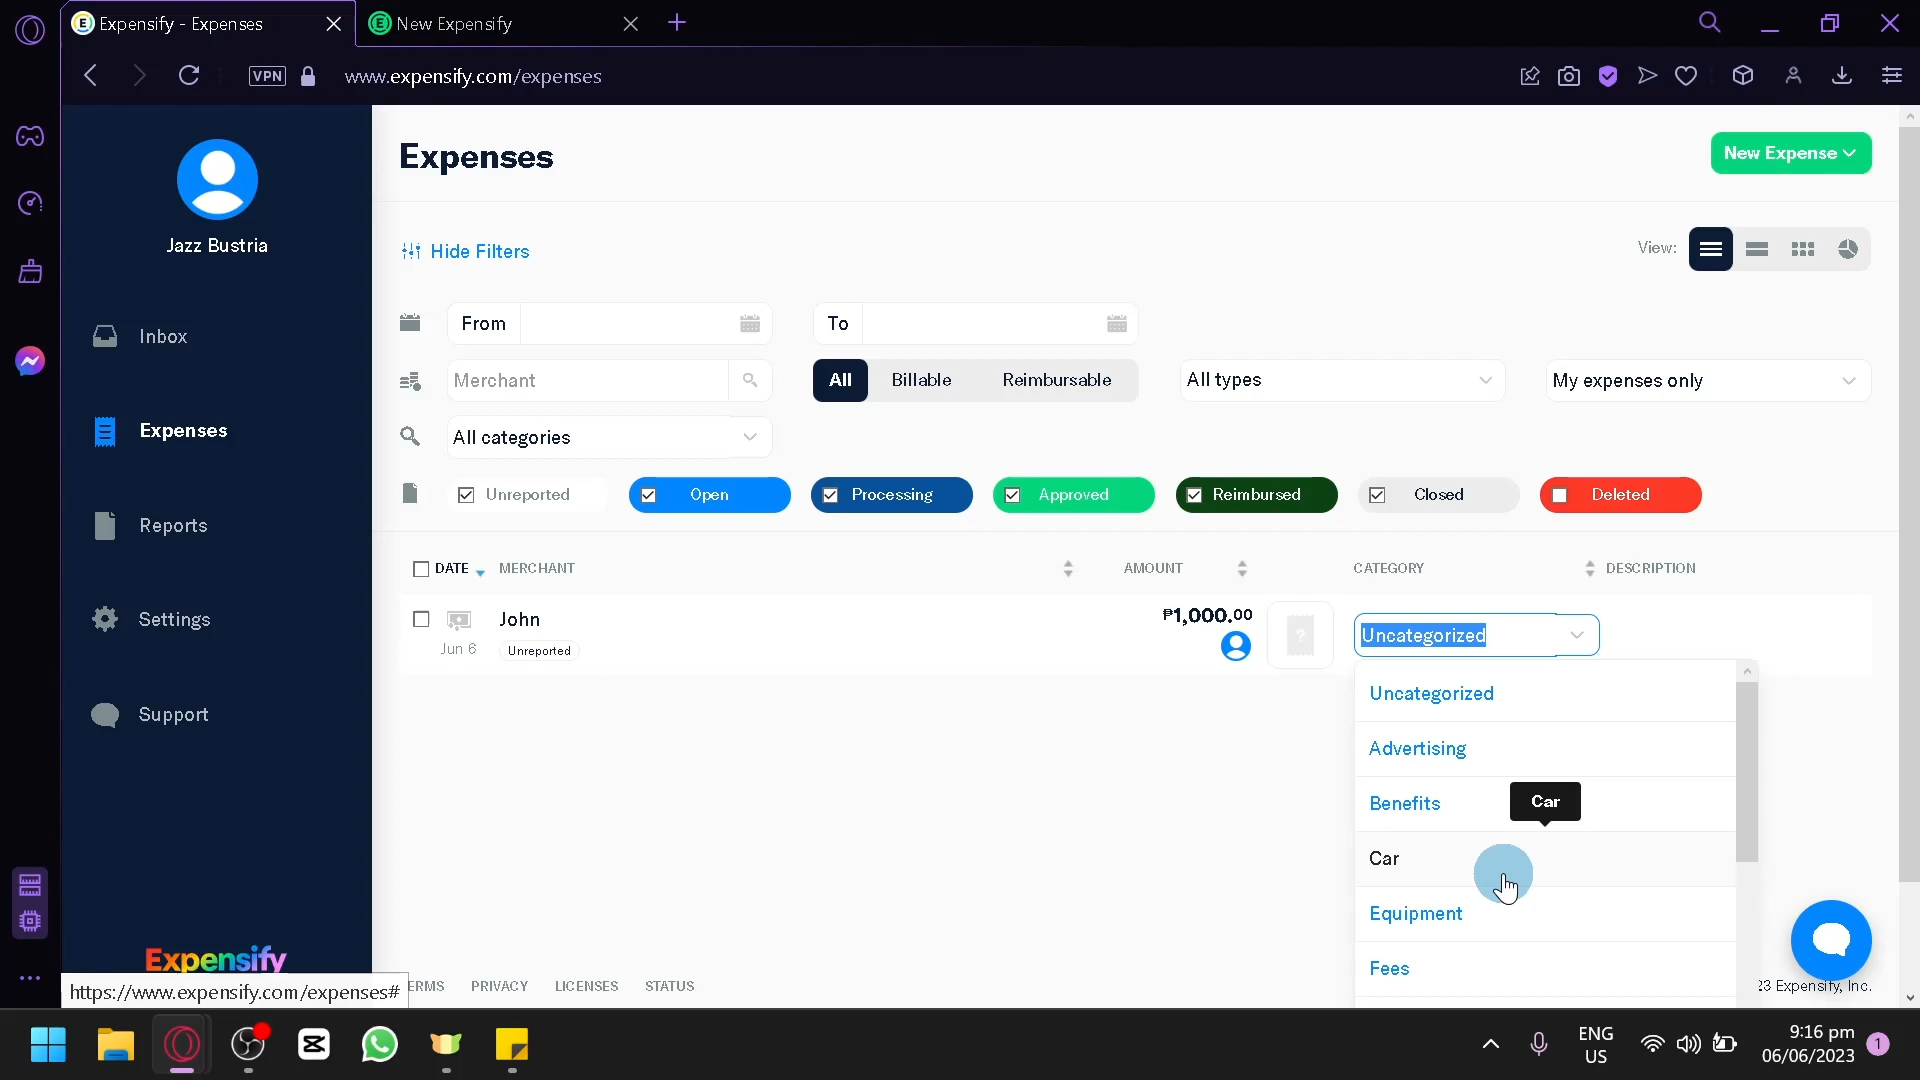 Expensify - Expenses
New Expensify
VPN
www.expensify.com/expenses
Jazz Bustria
Inbox
Expenses
Reports
Settings
Support
Expensify
https://www.expensify.com/expenses#
Expenses
New Expense
Hide Filters
View:
From
To
Merchant
All
Billable
Reimbursable
All types
My expenses only
All categories
Unreported
Open
Processing
Approved
Reimbursed
Closed
Deleted
DATE
MERCHANT
AMOUNT
CATEGORY
DESCRIPTION
John
Jun 6
Unreported
₱1,000.00
?
Uncategorized
Uncategorized
Advertising
Benefits
Car
Car
Equipment
Fees
ERMS
PRIVACY
LICENSES
STATUS
23 Expensify, Inc.
ENG
US
9:16 pm
06/06/2023
1